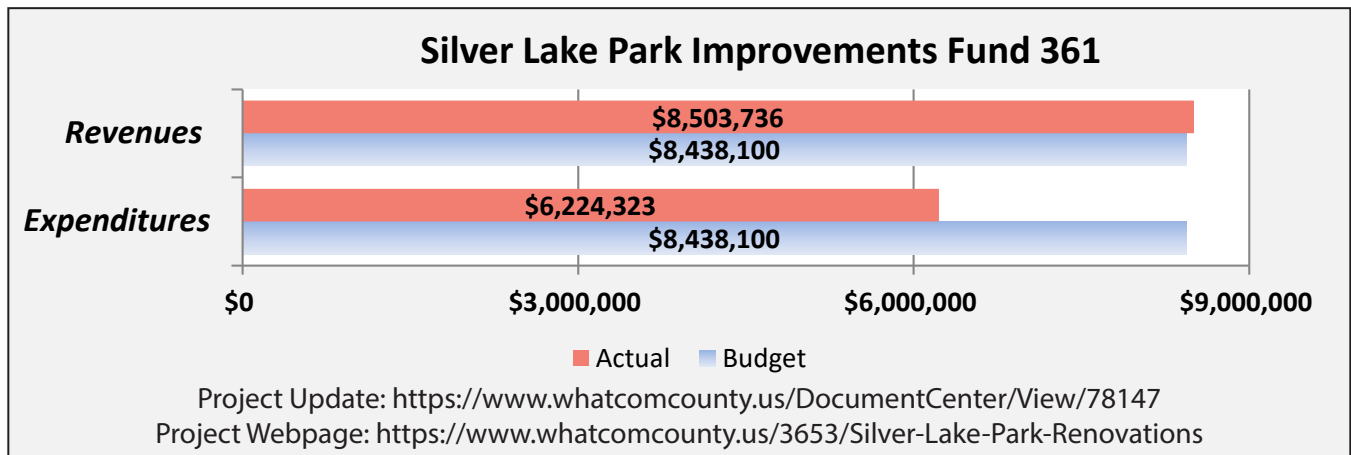 Silver Lake Park Improvements Fund 361
Revenues
$8,503,736
$8,438,100
Expenditures
$6,224,323
$8,438,100
$0 $3,000,000 $6,000,000 $9,000,000
Actual Budget
Project Update: https://www.whatcomcounty.us/DocumentCenter/View/78147
Project Webpage: https://www.whatcomcounty.us/3653/Silver-Lake-Park-Renovations